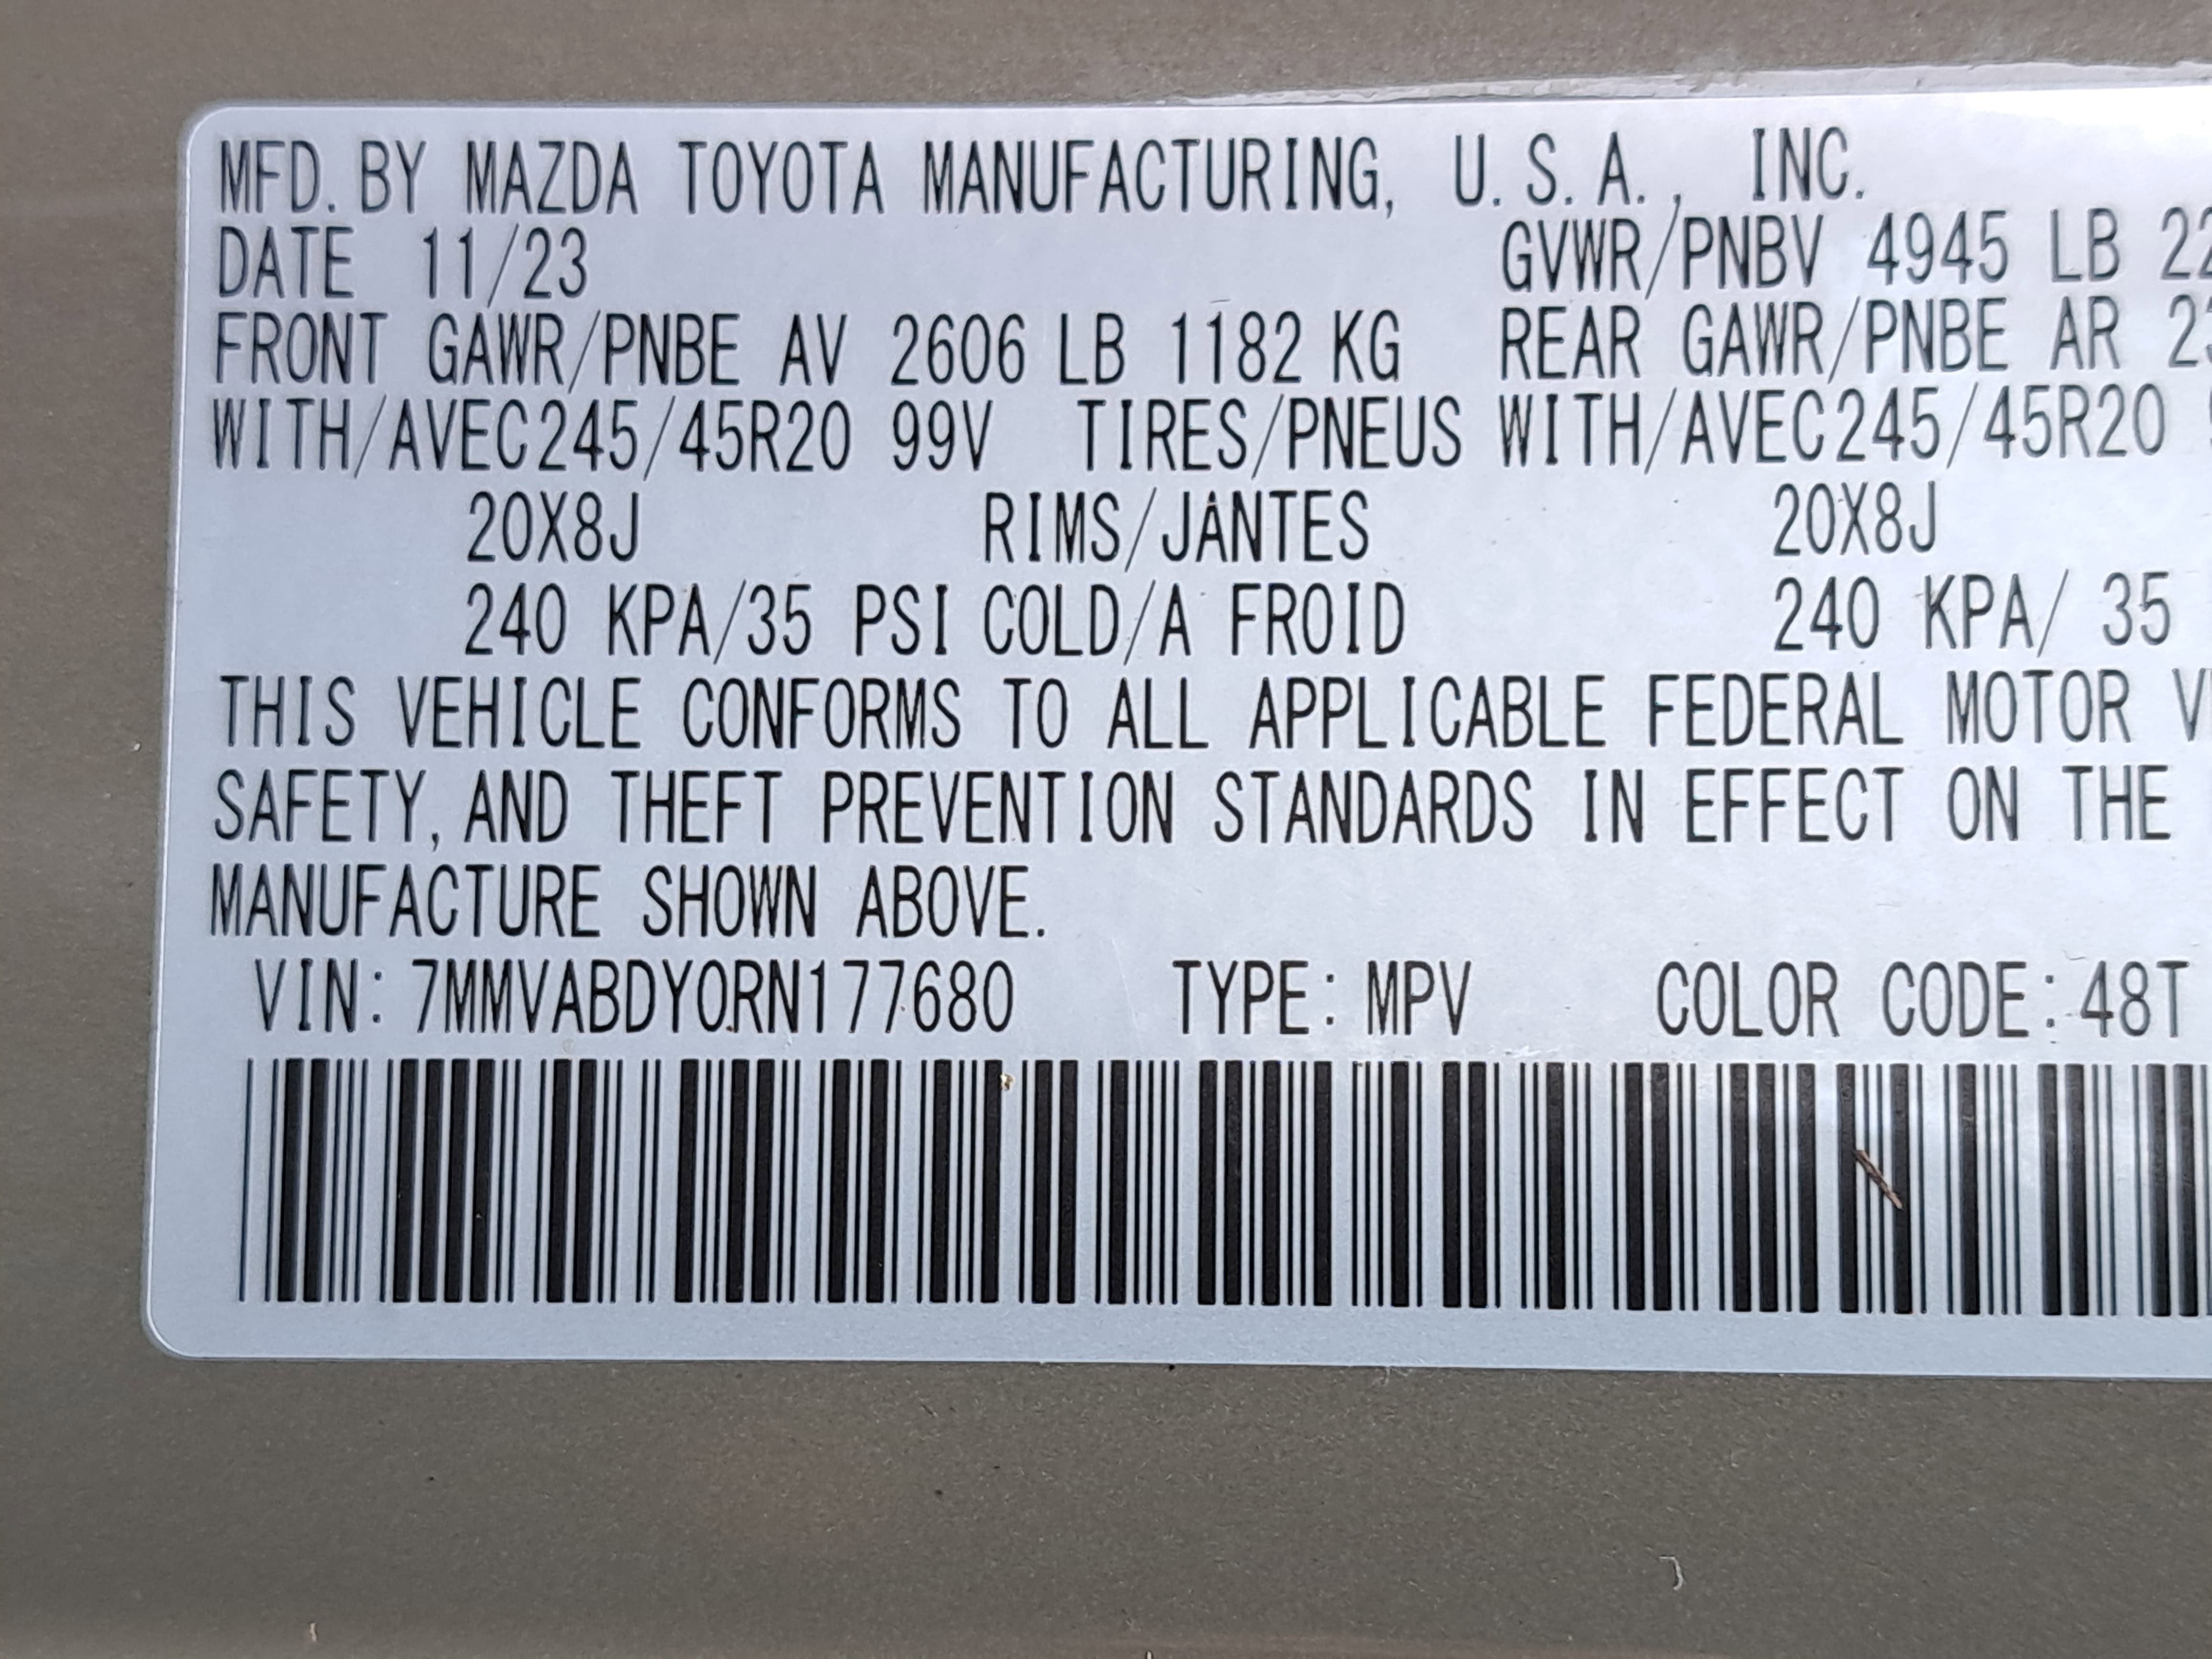 MFD. BY MAZDA TOYOTA MANUFACTURING, U.S.A., INC.
DATE 11/23 GVWR/PNBV 4945 LB
FRONT GAWR/PNBE AV 2606 LB 1182 KG REAR GAWR/PNBE AR
WITH/AVEC245/45R20 99V TIRES/PNEUS WITH/AVEC245/45R20
20X8J RIMS/JANTES 20X8J
240 KPA/35 PSI COLD/A FROID 240 KPA/ 35
THIS VEHICLE CONFORMS TO ALL APPLICABLE FEDERAL MOTOR
SAFETY, AND THEFT PREVENTION STANDARDS IN EFFECT ON THE
MANUFACTURE SHOWN ABOVE.
VIN: 7MMVABDY0RN177680 TYPE: MPV COLOR CODE: 48T